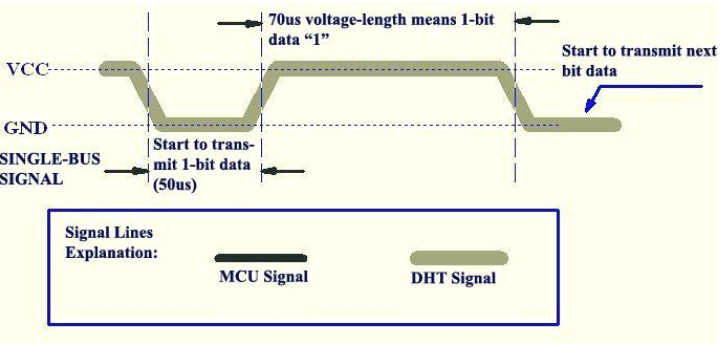 70us voltage-length means 1-bit
data “1”
Start to transmit next
bit data
VCC
GND
SINGLE-BUS
SIGNAL
Start to trans-
mit 1-bit data
(50us)
Signal Lines
Explanation:
MCU Signal
DHT Signal